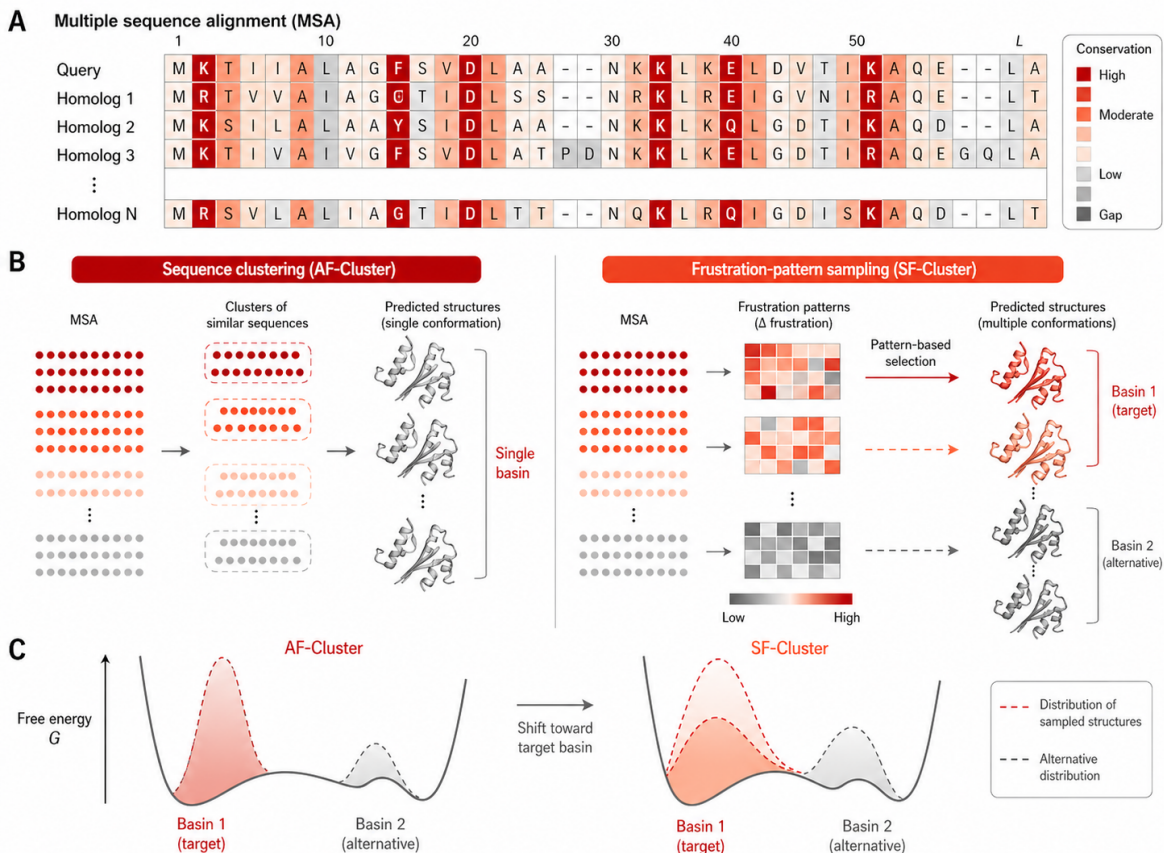 A
Multiple sequence alignment (MSA)
1 10 20 30 40 50 L
Query M K T I I A L A G F S V D L A A - - N K K L K E L D V T I K A Q E - - L A
Homolog 1 M R T V V A I A G T I D L S S - - N R K L R E I G V N I R A Q E - - L T
Homolog 2 M K S I L A L A A Y S I D L A A - - N K K L K Q L G D T I K A Q D - L A
Homolog 3 M K T I V A I V G F S V D L A T P D N K K L K E L G D T I R A Q E G Q L A
⋮
Homolog N M R S V L A L I A G T I D L T T - - N Q K L R Q I G D I S K A Q D - - L T
Conservation
High
Moderate
Low
Gap
B
Sequence clustering (AF-Cluster)
MSA
Clusters of
similar sequences
Predicted structures
(single conformation)
Single
basin
Frustration-pattern sampling (SF-Cluster)
MSA
Frustration patterns
(Δ frustration)
Pattern-based
selection
Predicted structures
(multiple conformations)
Basin 1
(target)
Basin 2
(alternative)
Low High
C
AF-Cluster
Free energy
G
Basin 1
(target)
Basin 2
(alternative)
Shift toward
target basin
SF-Cluster
Basin 1
(target)
Basin 2
(alternative)
Distribution of
sampled structures
Alternative
distribution